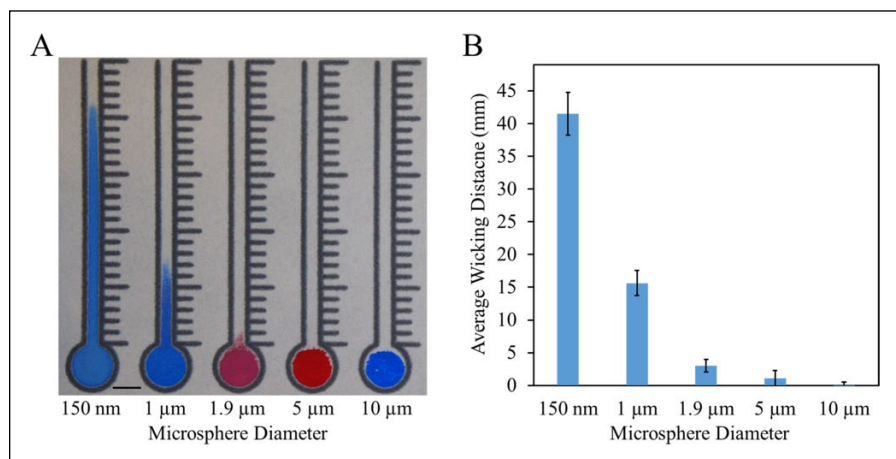 A
150 nm 1 µm 1.9 µm 5 µm 10 µm
Microsphere Diameter
B
Average Wicking Distacne (mm)
45
40
35
30
25
20
15
10
5
0
150 nm 1 µm 1.9 µm 5 µm 10 µm
Microsphere Diameter